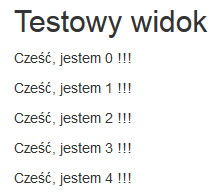 Testowy widok
Cześć, jestem 0 !!!
Cześć, jestem 1 !!!
Cześć, jestem 2 !!!
Cześć, jestem 3 !!!
Cześć, jestem 4 !!!